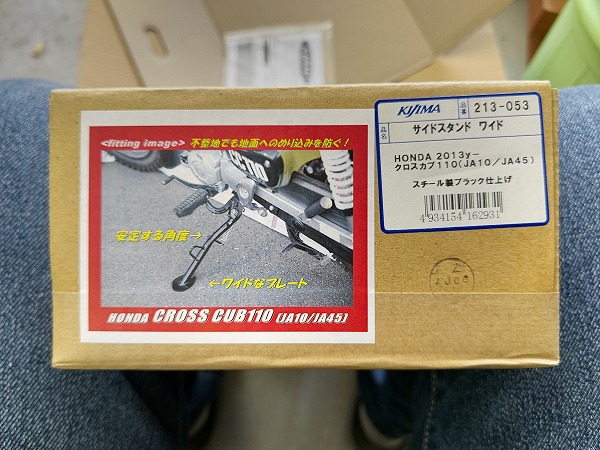 <fitting image> 不整地でも地面へのめり込みを防ぐ！
安定する角度→
←ワイドなプレート
HONDA CROSS CUB110 (JA10/JA45)
KIJIMA 品番 213-053
品名 サイドスタンド ワイド
HONDA 2013y-
クロスカブ110(JA10/JA45)
スチール製ブラック仕上げ
4 934154 162931